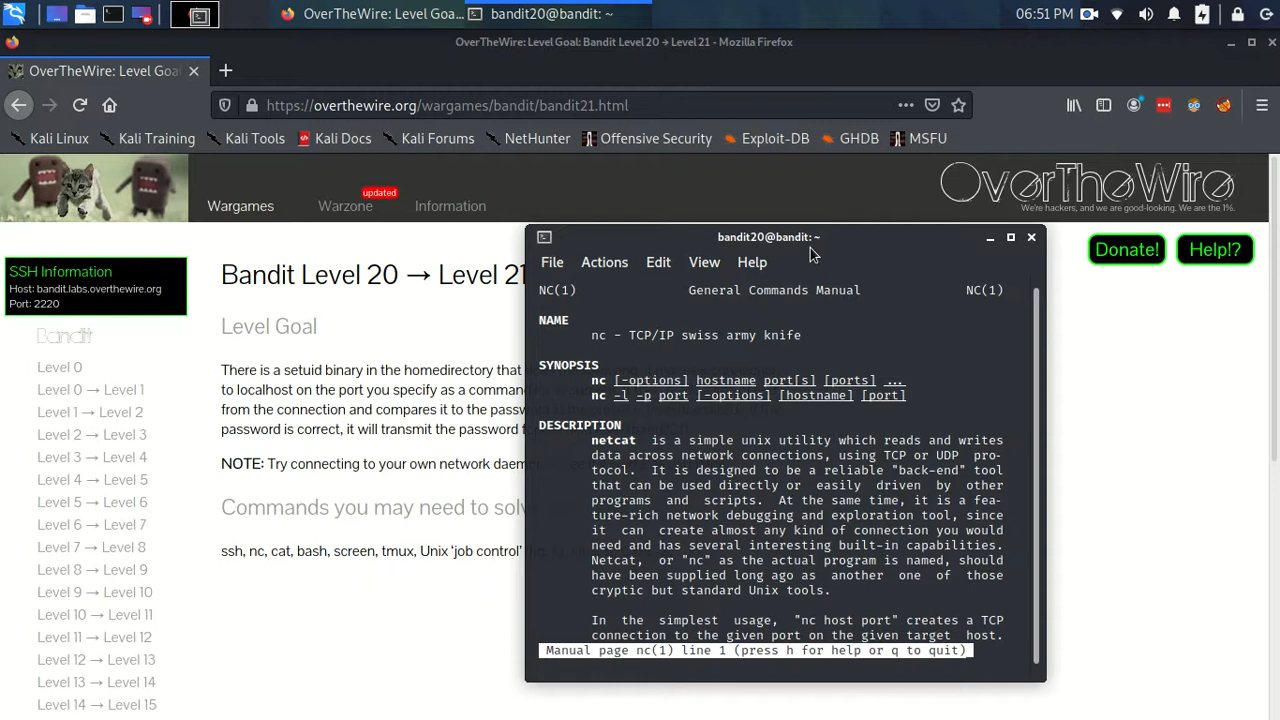 OverTheWire: Level Goa...
bandit20@bandit: ~
06:51 PM
OverTheWire: Level Goal: Bandit Level 20 → Level 21 - Mozilla Firefox
OverTheWire: Level Goal
https://overthewire.org/wargames/bandit/bandit21.html
Kali Linux
Kali Training
Kali Tools
Kali Docs
Kali Forums
NetHunter
Offensive Security
Exploit-DB
GHDB
MSFU
Wargames
Warzone
updated
Information
OverTheWire
We're hackers, and we are good-looking. We are the 1%.
Donate!
Help!?
SSH Information
Host: bandit.labs.overthewire.org
Port: 2220
Bandit
Level 0
Level 0 → Level 1
Level 1 → Level 2
Level 2 → Level 3
Level 3 → Level 4
Level 4 → Level 5
Level 5 → Level 6
Level 6 → Level 7
Level 7 → Level 8
Level 8 → Level 9
Level 9 → Level 10
Level 10 → Level 11
Level 11 → Level 12
Level 12 → Level 13
Level 13 → Level 14
Level 14 → Level 15
Bandit Level 20 → Level 21
Level Goal
There is a setuid binary in the homedirectory that
to localhost on the port you specify as a command
from the connection and compares it to the password
password is correct, it will transmit the password
NOTE: Try connecting to your own network daemon
Commands you may need to solve
ssh, nc, cat, bash, screen, tmux, Unix ‘job control’
bandit20@bandit: ~
File Actions Edit View Help
NC(1) General Commands Manual NC(1)
NAME
nc - TCP/IP swiss army knife
SYNOPSIS
nc [-options] hostname port[s] [ports] ...
nc -l -p port [-options] [hostname] [port]
DESCRIPTION
netcat is a simple unix utility which reads and writes
data across network connections, using TCP or UDP pro-
tocol. It is designed to be a reliable "back-end" tool
that can be used directly or easily driven by other
programs and scripts. At the same time, it is a fea-
ture-rich network debugging and exploration tool, since
it can create almost any kind of connection you would
need and has several interesting built-in capabilities.
Netcat, or "nc" as the actual program is named, should
have been supplied long ago as another one of those
cryptic but standard Unix tools.
In the simplest usage, "nc host port" creates a TCP
connection to the given port on the given target host.
Manual page nc(1) line 1 (press h for help or q to quit)